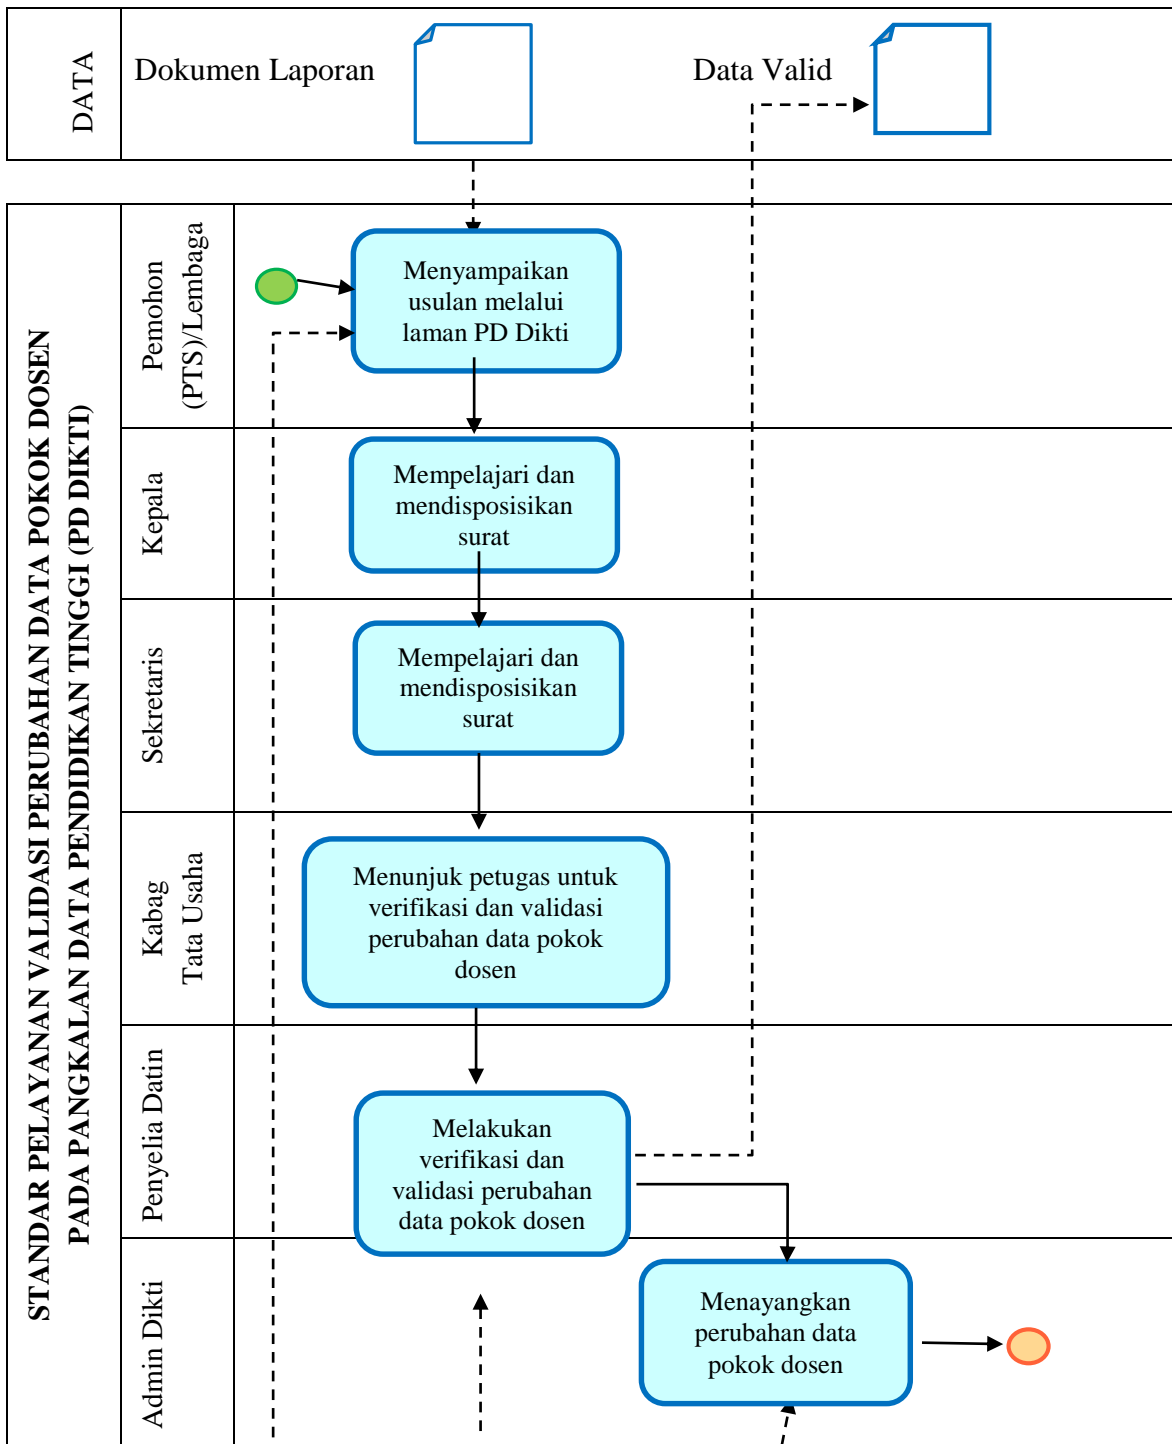 DATA
Dokumen Laporan
Data Valid
STANDAR PELAYANAN VALIDASI PERUBAHAN DATA POKOK DOSEN
PADA PANGKALAN DATA PENDIDIKAN TINGGI (PD DIKTI)
Pemohon
(PTS)/Lembaga
Menyampaikan
usulan melalui
laman PD Dikti
Kepala
Mempelajari dan
mendisposisikan
surat
Sekretaris
Mempelajari dan
mendisposisikan
surat
Kabag
Tata Usaha
Menunjuk petugas untuk
verifikasi dan validasi
perubahan data pokok
dosen
Penyelia Datin
Melakukan
verifikasi dan
validasi perubahan
data pokok dosen
Admin Dikti
Menayangkan
perubahan data
pokok dosen